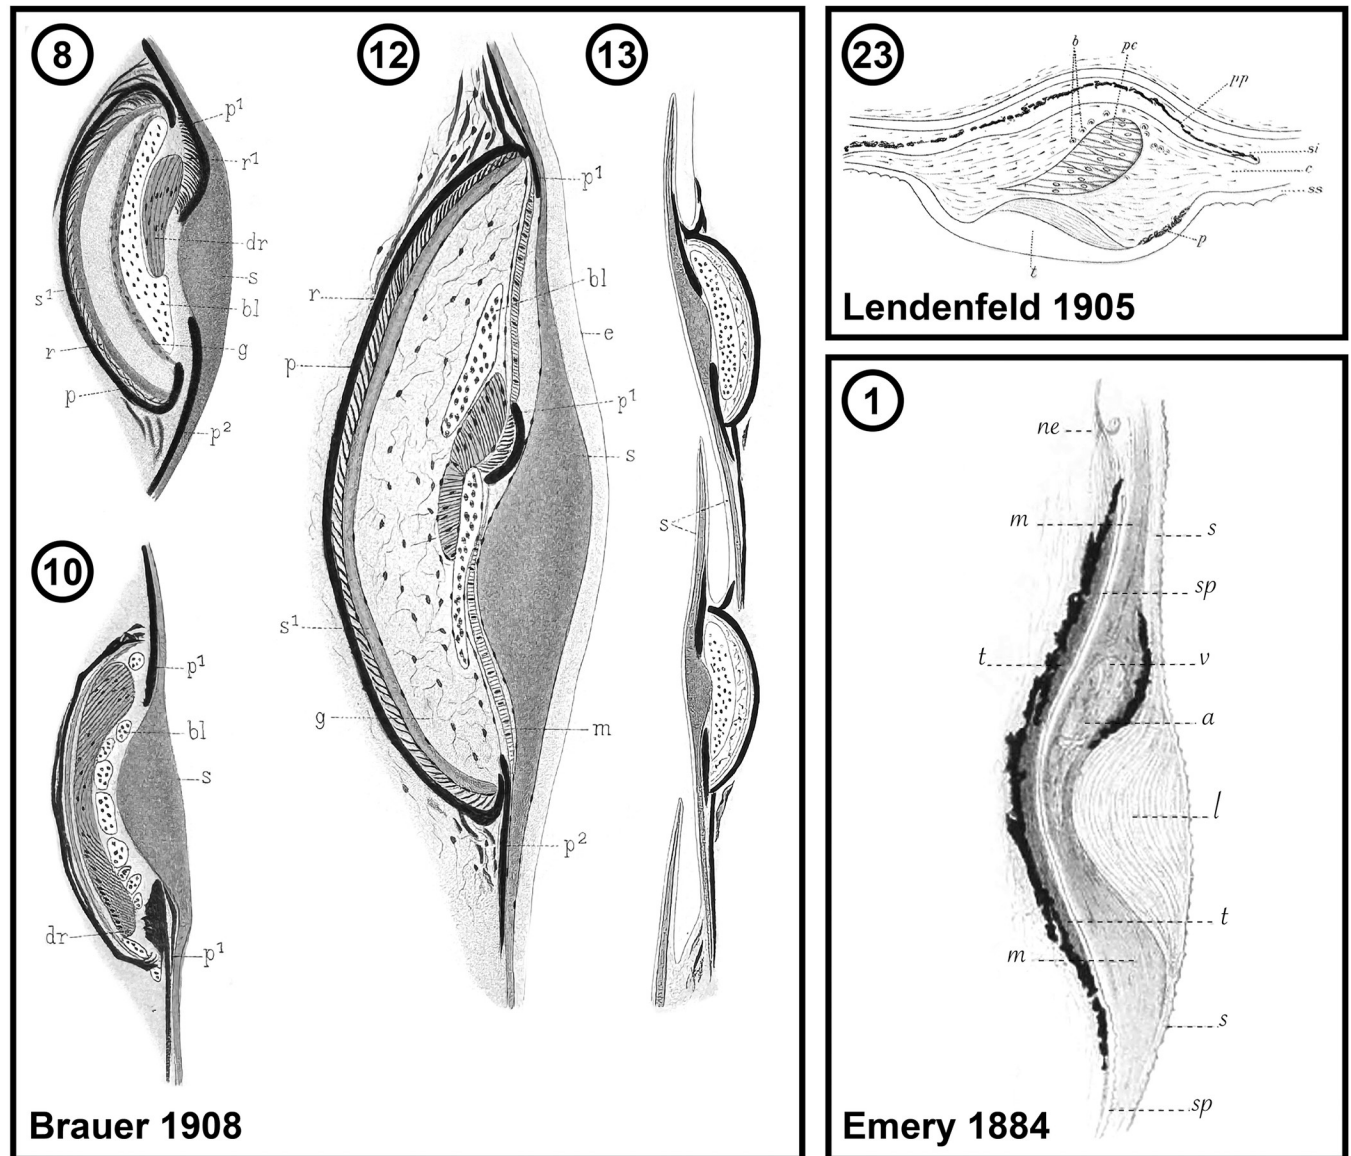 8
p¹
r¹
dr
s
s¹
bl
r
g
p
p²
10
p¹
bl
s
dr
p¹
Brauer 1908
12
p¹
r
bl
e
p
p¹
s
s¹
g
m
p²
13
s
23
b
pc
pp
si
c
ss
p
t
Lendenfeld 1905
1
ne
m
s
sp
t
v
a
l
t
m
s
sp
Emery 1884